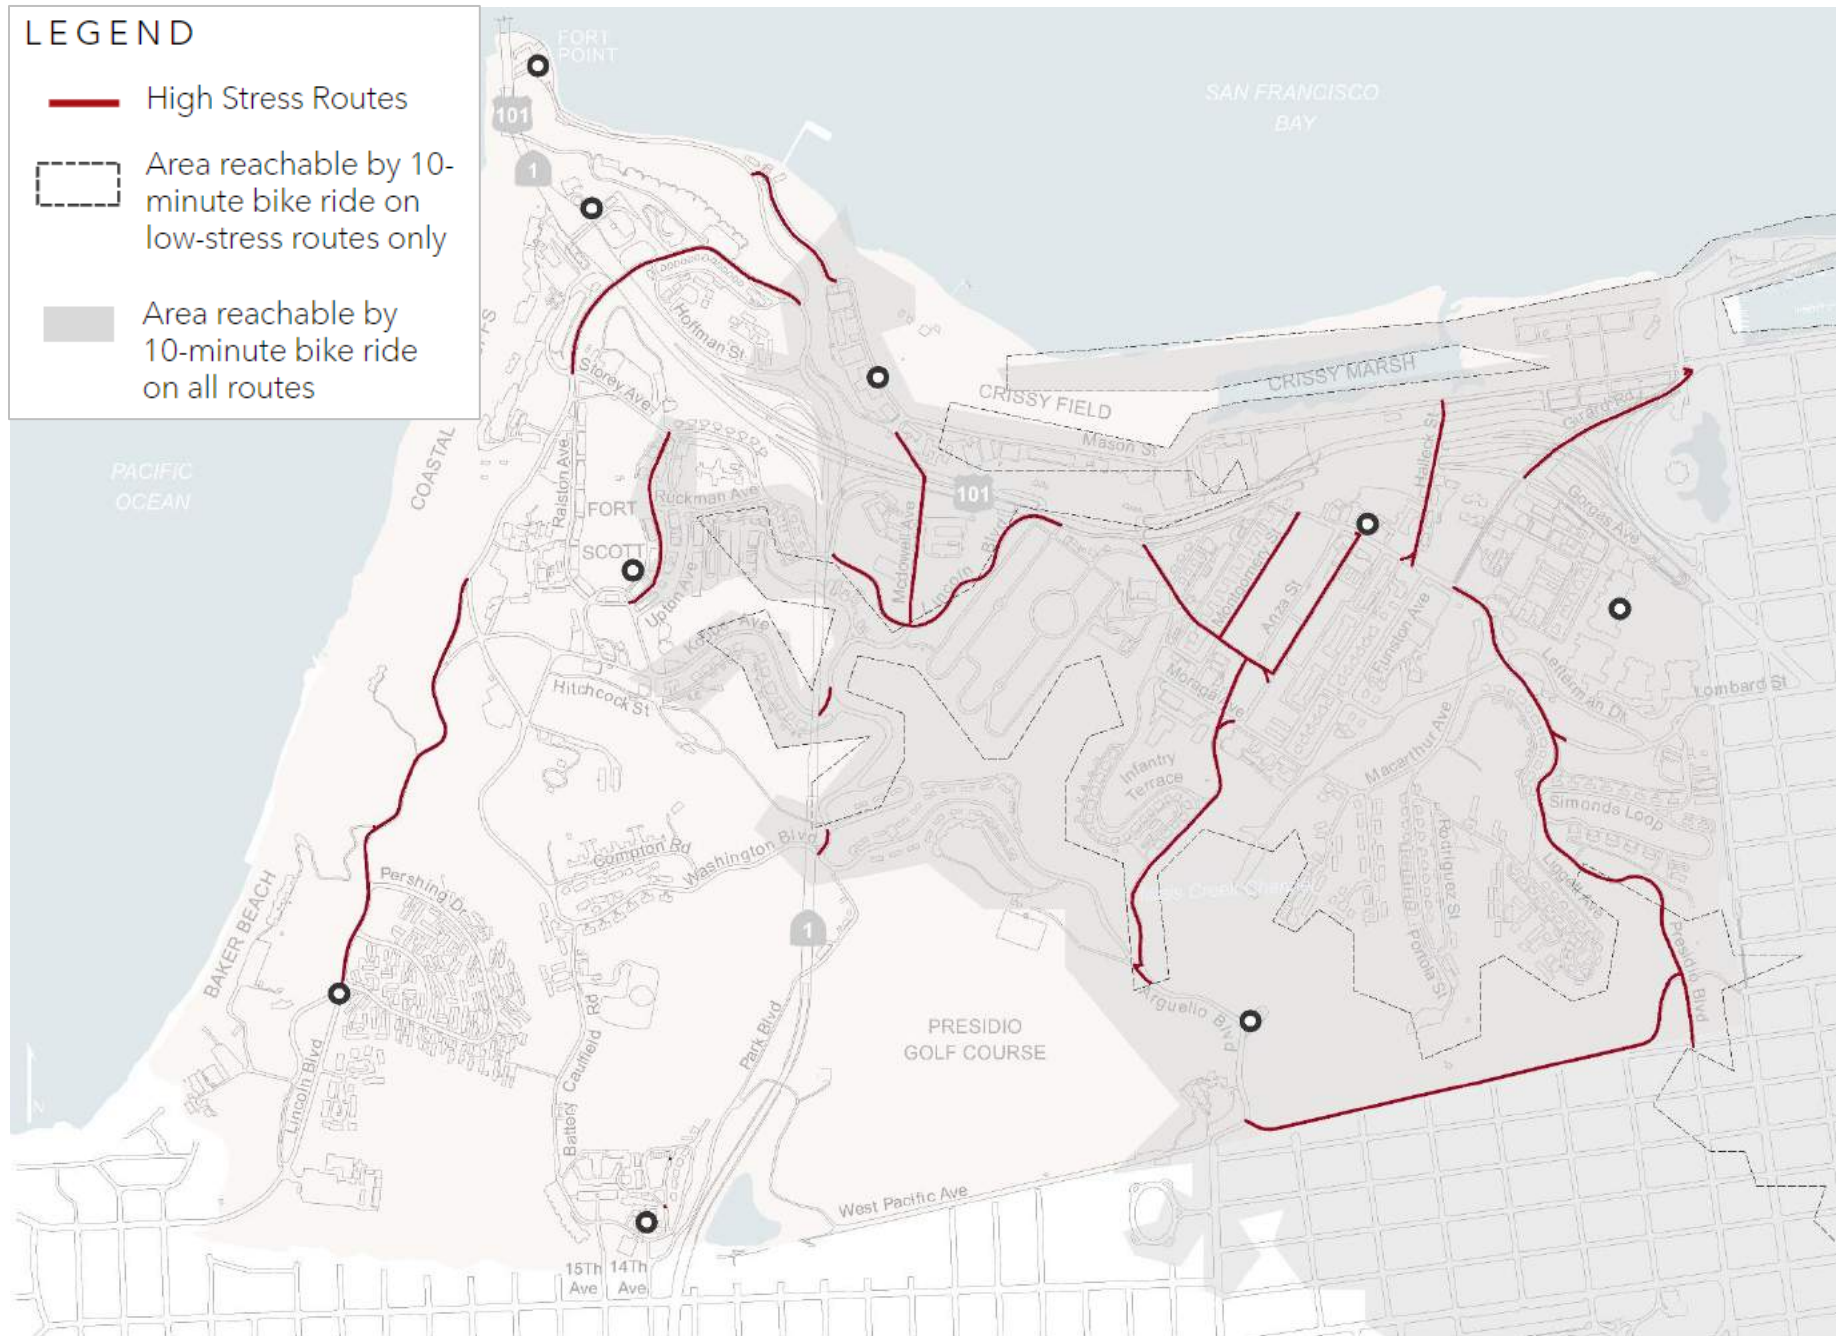 LEGEND
High Stress Routes
Area reachable by 10-
minute bike ride on
low-stress routes only
Area reachable by
10-minute bike ride
on all routes
FORT
POINT
101
1
SAN FRANCISCO
BAY
PACIFIC
OCEAN
COASTAL
Hoffman St
Storey Ave
CRISSY FIELD
CRISSY MARSH
Mason St
Halleck St
Girard Rd
Gorgas Ave
101
Ralston Ave
FORT
SCOTT
Ruckman Ave
Upton Ave
Mcdowell Ave
Lincoln Blvd
Montgomery St
Anza St
Funston Ave
Moraga Ave
Letterman Dr
Lombard St
Hitchcock St
Infantry
Terrace
Macarthur Ave
Simonds Loop
Rodriguez St
Portola St
Presidio Blvd
Compton Rd
Washington Blvd
Pershing Dr
BAKER BEACH
1
Park Blvd
Battery Caulfield Rd
Lincoln Blvd
PRESIDIO
GOLF COURSE
Arguello Blvd
West Pacific Ave
15Th
Ave
14Th
Ave
N